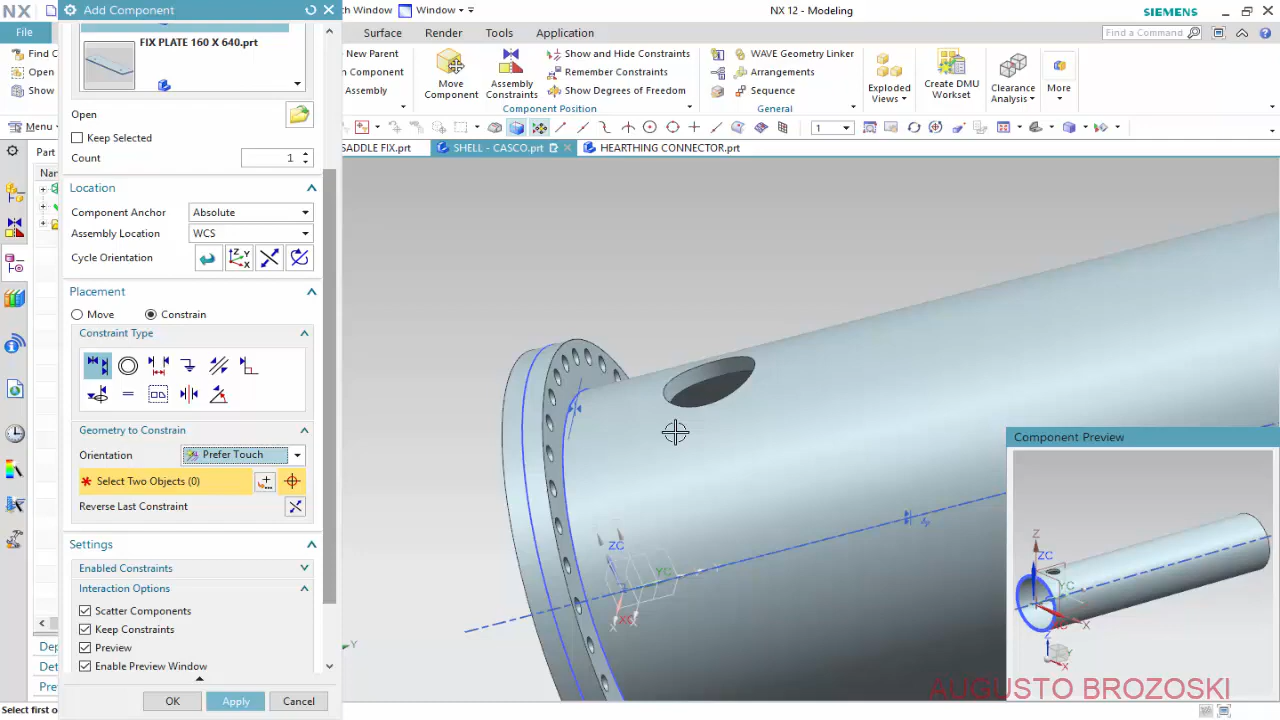 NX
Add Component
itch Window
Window
NX 12 - Modeling
SIEMENS
File
Surface
Render
Tools
Application
Find a Command
FIX PLATE 160 X 640.prt
Find C
Open
Show
New Parent
n Component
Assembly
Move
Component
Assembly
Constraints
Show and Hide Constraints
Remember Constraints
Show Degrees of Freedom
Component Position
WAVE Geometry Linker
Arrangements
Sequence
General
Exploded
Views
Create DMU
Workset
Clearance
Analysis
More
Open
Keep Selected
Count
1
Menu
1
SADDLE FIX.prt
SHELL - CASCO.prt
HEARTHING CONNECTOR.prt
Part
Nan
Location
Component Anchor
Absolute
Assembly Location
WCS
Cycle Orientation
Placement
Move
Constrain
Constraint Type
Geometry to Constrain
Orientation
Prefer Touch
Select Two Objects (0)
Reverse Last Constraint
Settings
Enabled Constraints
Interaction Options
Scatter Components
Keep Constraints
Preview
Enable Preview Window
Dep
Det
Prev
OK
Apply
Cancel
Select first o
ZC
YC
XC
X
X
Y
Component Preview
Z
ZC
YC
X
Z
Y
X
AUGUSTO BROZOSKI